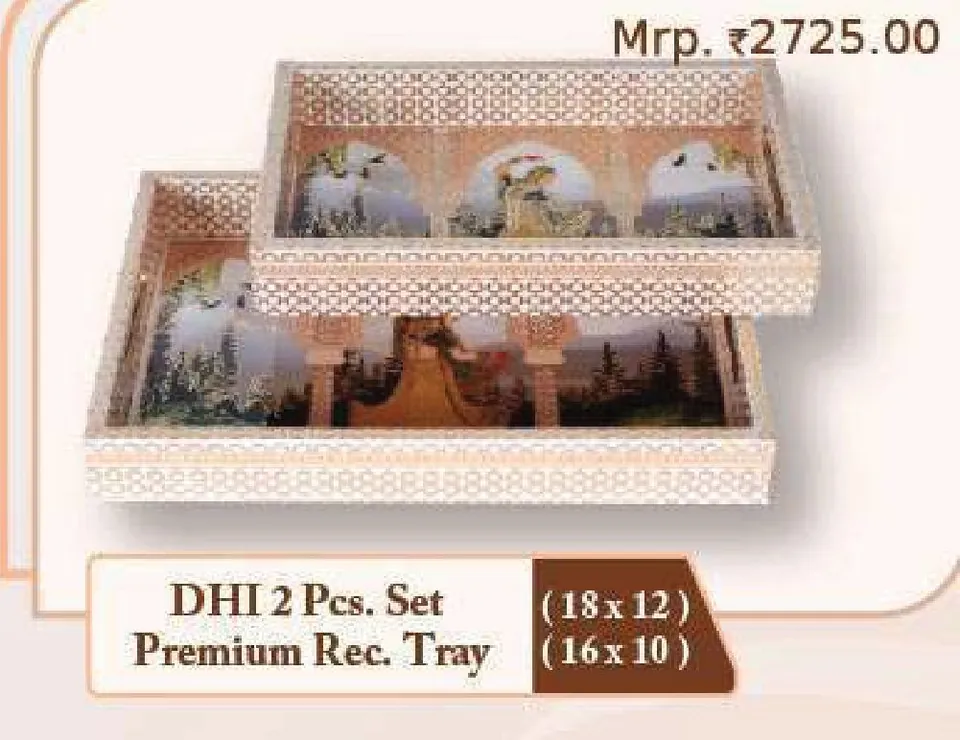 Mrp. ₹2725.00
DHI 2 Pcs. Set
Premium Rec. Tray
( 18 x 12 )
( 16 x 10 )